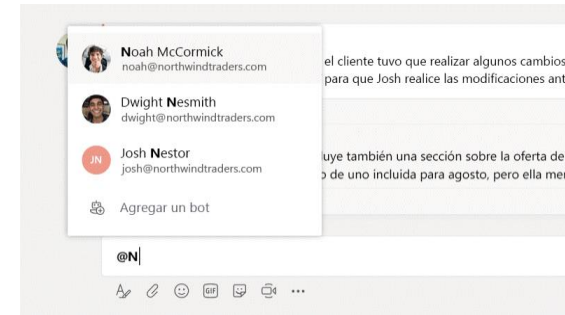 Noah McCormick
noah@northwindtraders.com
Dwight Nesmith
dwight@northwindtraders.com
JN
Josh Nestor
josh@northwindtraders.com
Agregar un bot
el cliente tuvo que realizar algunos cambios
para que Josh realice las modificaciones ant
uye también una sección sobre la oferta de
de uno incluida para agosto, pero ella me
@N
GIF